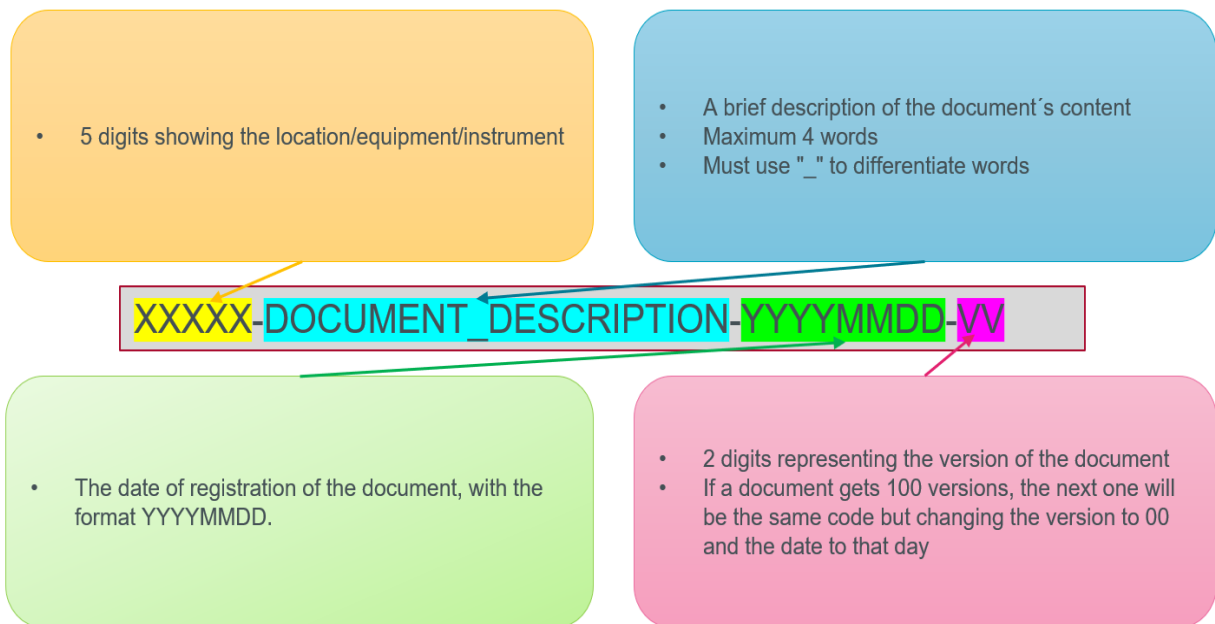 • 5 digits showing the location/equipment/instrument
• A brief description of the document´s content
• Maximum 4 words
• Must use "_" to differentiate words
XXXXX-DOCUMENT_DESCRIPTION-YYYYMMDD-VV
• The date of registration of the document, with the
format YYYYMMDD.
• 2 digits representing the version of the document
• If a document gets 100 versions, the next one will
be the same code but changing the version to 00
and the date to that day